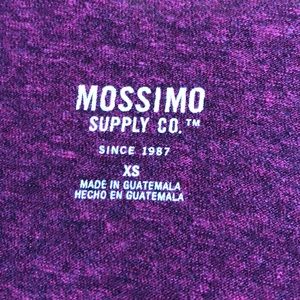 MOSSIMO
SUPPLY CO.™
SINCE 1987
XS
MADE IN GUATEMALA
HECHO EN GUATEMALA